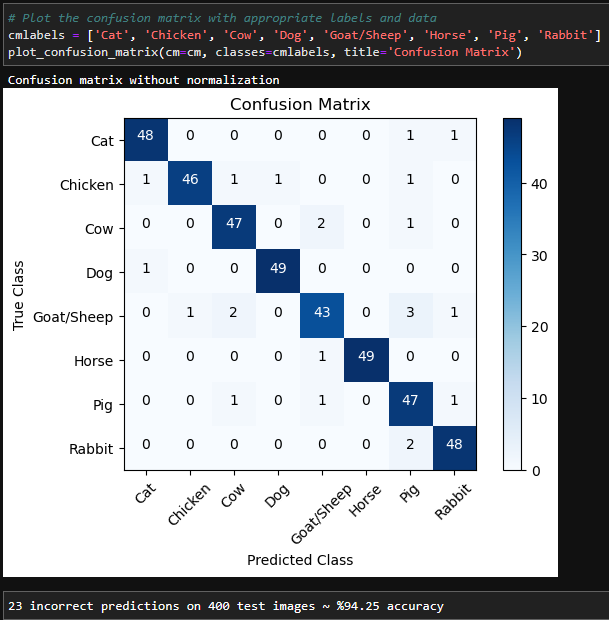 # Plot the confusion matrix with appropriate labels and data
cmlabels = ['Cat', 'Chicken', 'Cow', 'Dog', 'Goat/Sheep', 'Horse', 'Pig', 'Rabbit']
plot_confusion_matrix(cm=cm, classes=cmlabels, title='Confusion Matrix')
Confusion matrix without normalization
Confusion Matrix
True Class
Cat 48 0 0 0 0 0 1 1
Chicken 1 46 1 1 0 0 1 0
Cow 0 0 47 0 2 0 1 0
Dog 1 0 0 49 0 0 0 0
Goat/Sheep 0 1 2 0 43 0 3 1
Horse 0 0 0 0 1 49 0 0
Pig 0 0 1 0 1 0 47 1
Rabbit 0 0 0 0 0 0 2 48
Cat Chicken Cow Dog Goat/Sheep Horse Pig Rabbit
Predicted Class
40
30
20
10
0
23 incorrect predictions on 400 test images ~ %94.25 accuracy